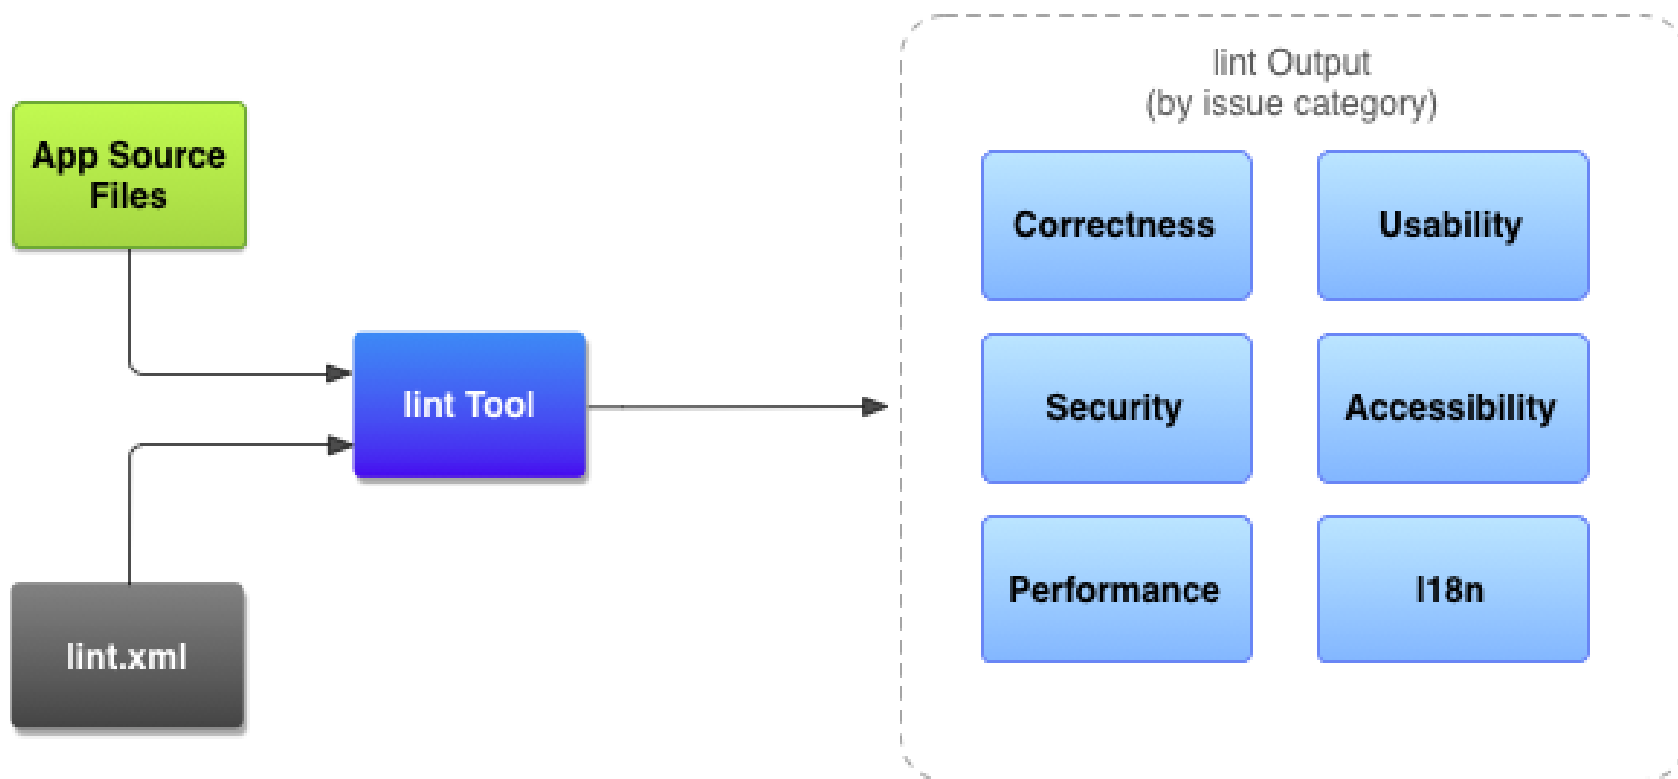 App Source
Files
lint Tool
lint.xml
lint Output
(by issue category)
Correctness
Usability
Security
Accessibility
Performance
I18n